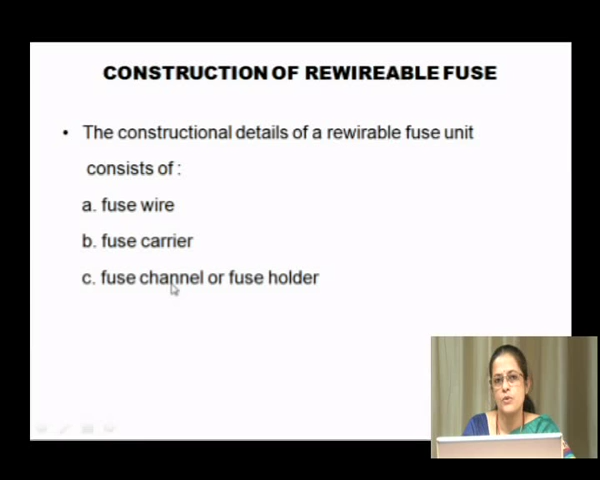 CONSTRUCTION OF REWIREABLE FUSE
• The constructional details of a rewirable fuse unit
consists of :
a. fuse wire
b. fuse carrier
c. fuse channel or fuse holder